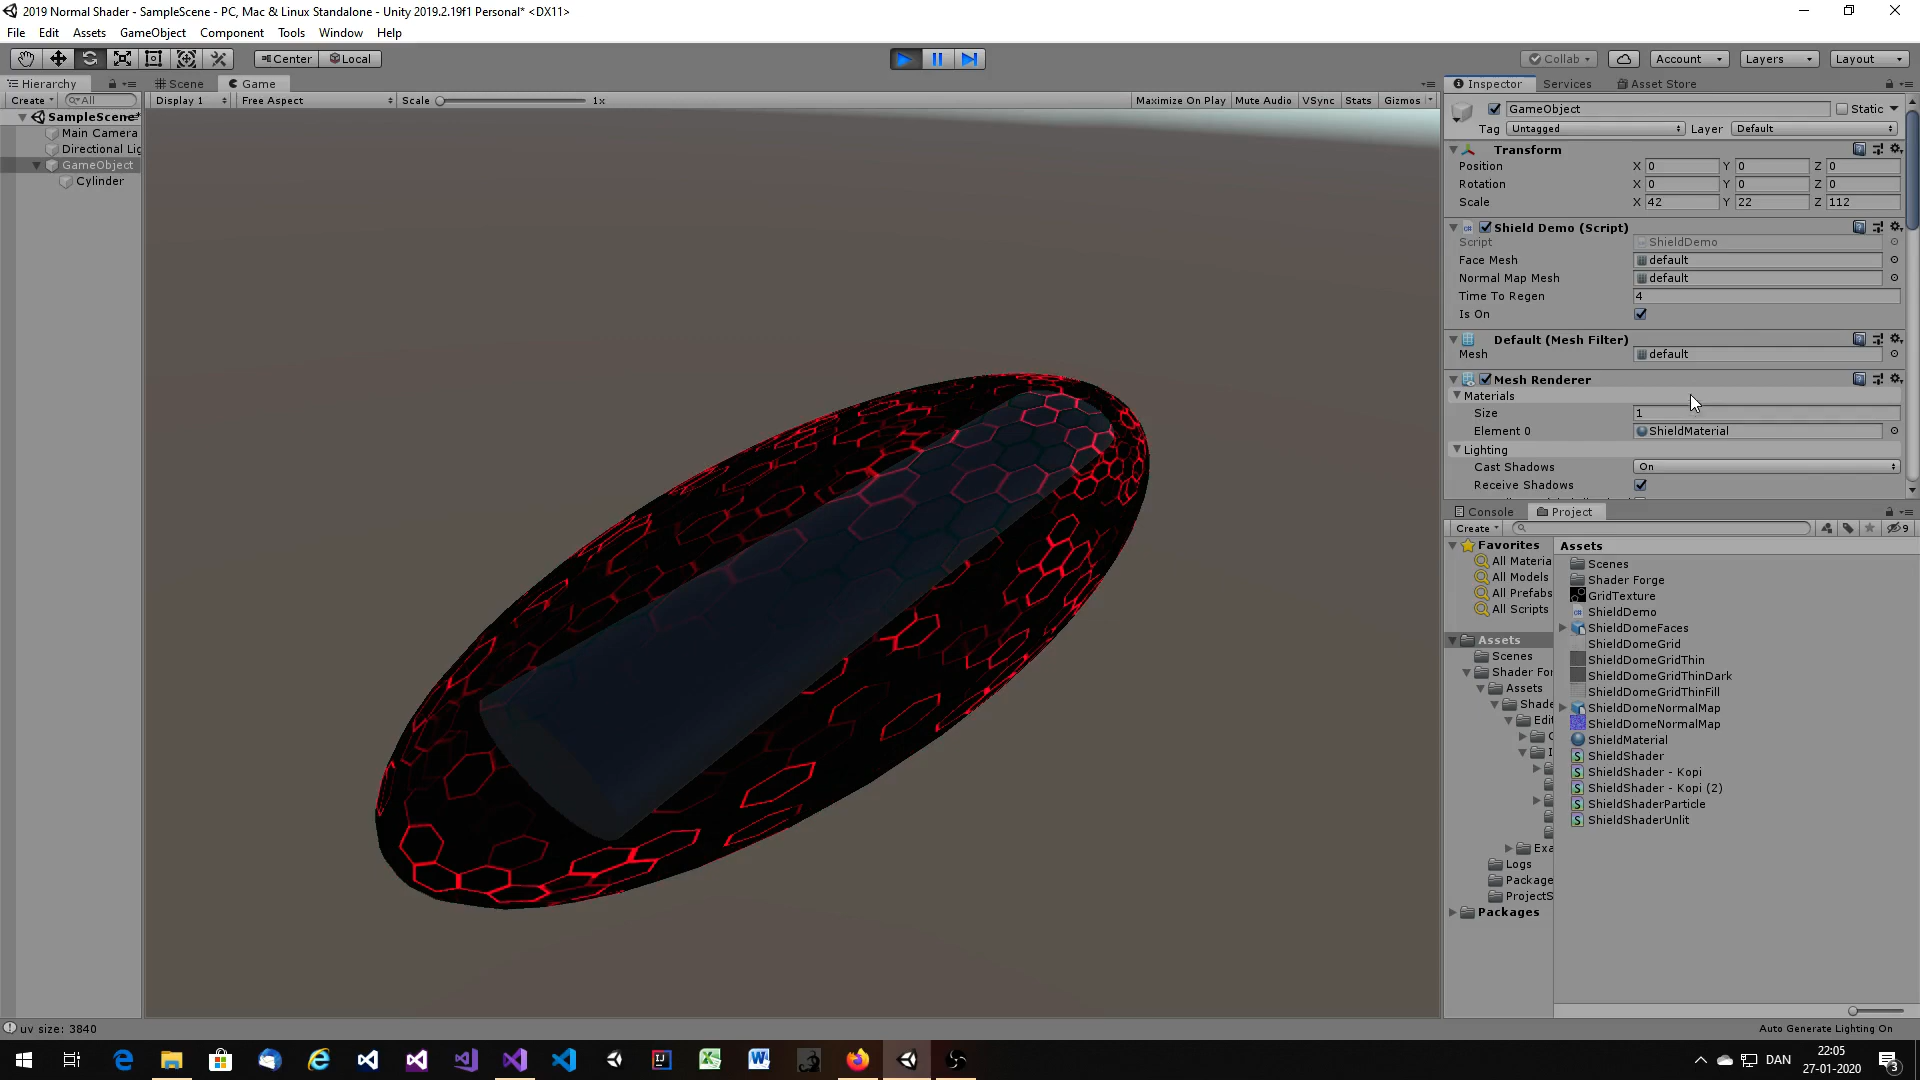 2019 Normal Shader - SampleScene - PC, Mac & Linux Standalone - Unity 2019.2.19f1 Personal* <DX11>
File Edit Assets GameObject Component Tools Window Help
Center Local Collab Account Layers Layout
Hierarchy Scene Game Inspector Services Asset Store
Create All Display 1 Free Aspect Scale 1x Maximize On Play Mute Audio VSync Stats Gizmos
SampleScene*
Main Camera
Directional Lig
GameObject
Cylinder
GameObject Static
Tag Untagged Layer Default
Transform
Position X 0 Y 0 Z 0
Rotation X 0 Y 0 Z 0
Scale X 42 Y 22 Z 112
Shield Demo (Script)
Script ShieldDemo
Face Mesh default
Normal Map Mesh default
Time To Regen 4
Is On
Default (Mesh Filter)
Mesh default
Mesh Renderer
Materials
Size 1
Element 0 ShieldMaterial
Lighting
Cast Shadows On
Receive Shadows
Console Project
Create 9
Favorites
All Materia
All Models
All Prefabs
All Scripts
Assets
Scenes
Shader For
Assets
Shade
Edit
Exa
Logs
Package
ProjectS
Packages
Assets
Scenes
Shader Forge
GridTexture
ShieldDemo
ShieldDomeFaces
ShieldDomeGrid
ShieldDomeGridThin
ShieldDomeGridThinDark
ShieldDomeGridThinFill
ShieldDomeNormalMap
ShieldDomeNormalMap
ShieldMaterial
ShieldShader
ShieldShader - Kopi
ShieldShader - Kopi (2)
ShieldShaderParticle
ShieldShaderUnlit
uv size: 3840
Auto Generate Lighting On
DAN
22:05
27-01-2020
3